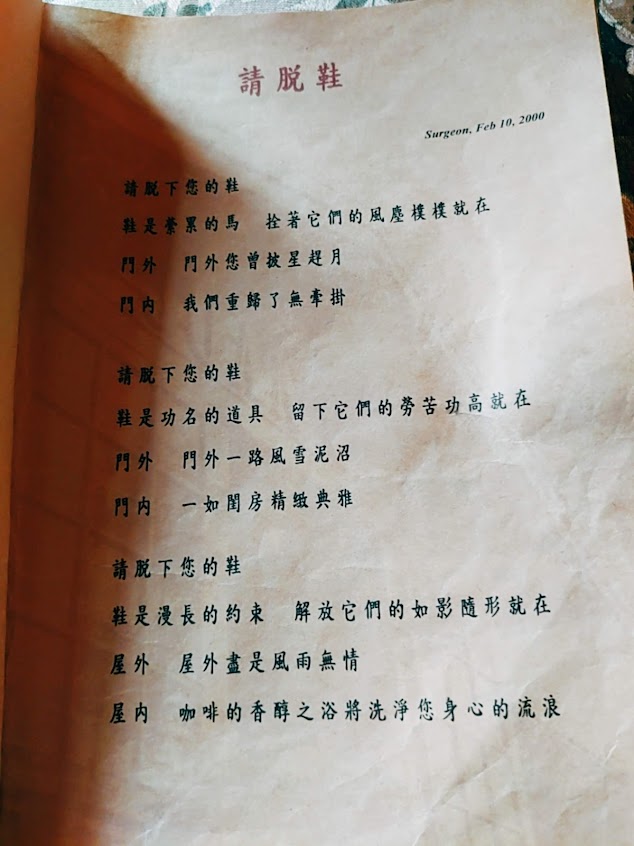 請脫鞋
Surgeon, Feb 10, 2000
請脫下您的鞋
鞋是縈累的馬　拴著它們的風塵樸樸就在
門外　門外您曾披星趕月
門內　我們重歸了無牽掛
請脫下您的鞋
鞋是功名的道具　留下它們的勞苦功高就在
門外　門外一路風雪泥沼
門內　一如閨房精緻典雅
請脫下您的鞋
鞋是漫長的約束　解放它們的如影隨形就在
屋外　屋外盡是風雨無情
屋內　咖啡的香醇之浴將洗淨您身心的流浪